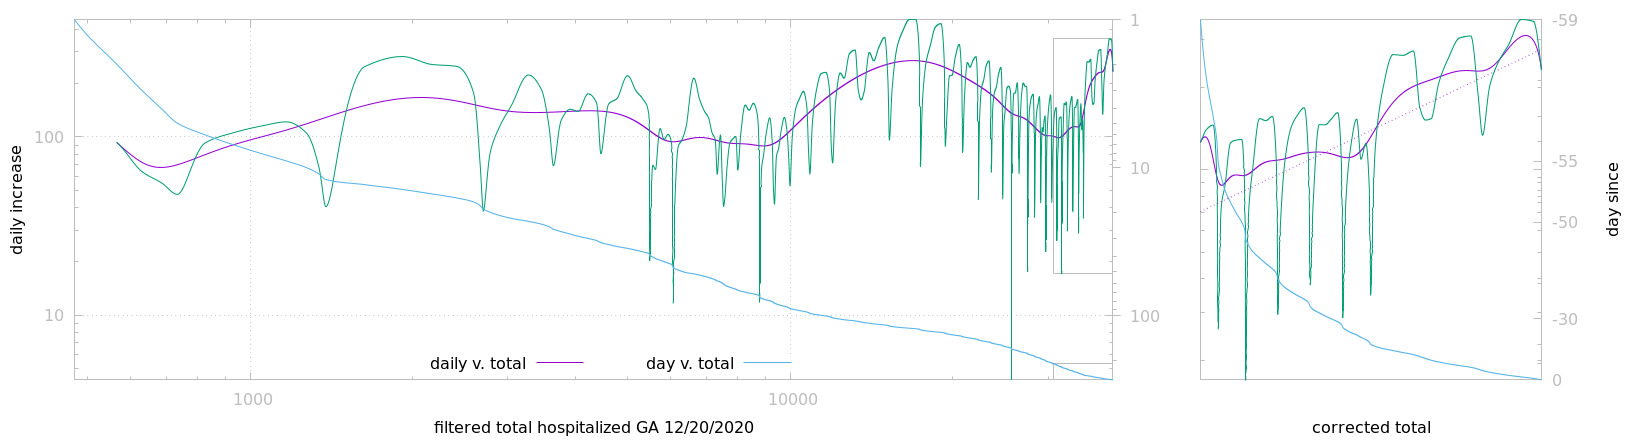 1
-59
100
daily increase
10
-55
-50
day since
10
100
-30
daily v. total
day v. total
0
1000
10000
filtered total hospitalized GA 12/20/2020
corrected total